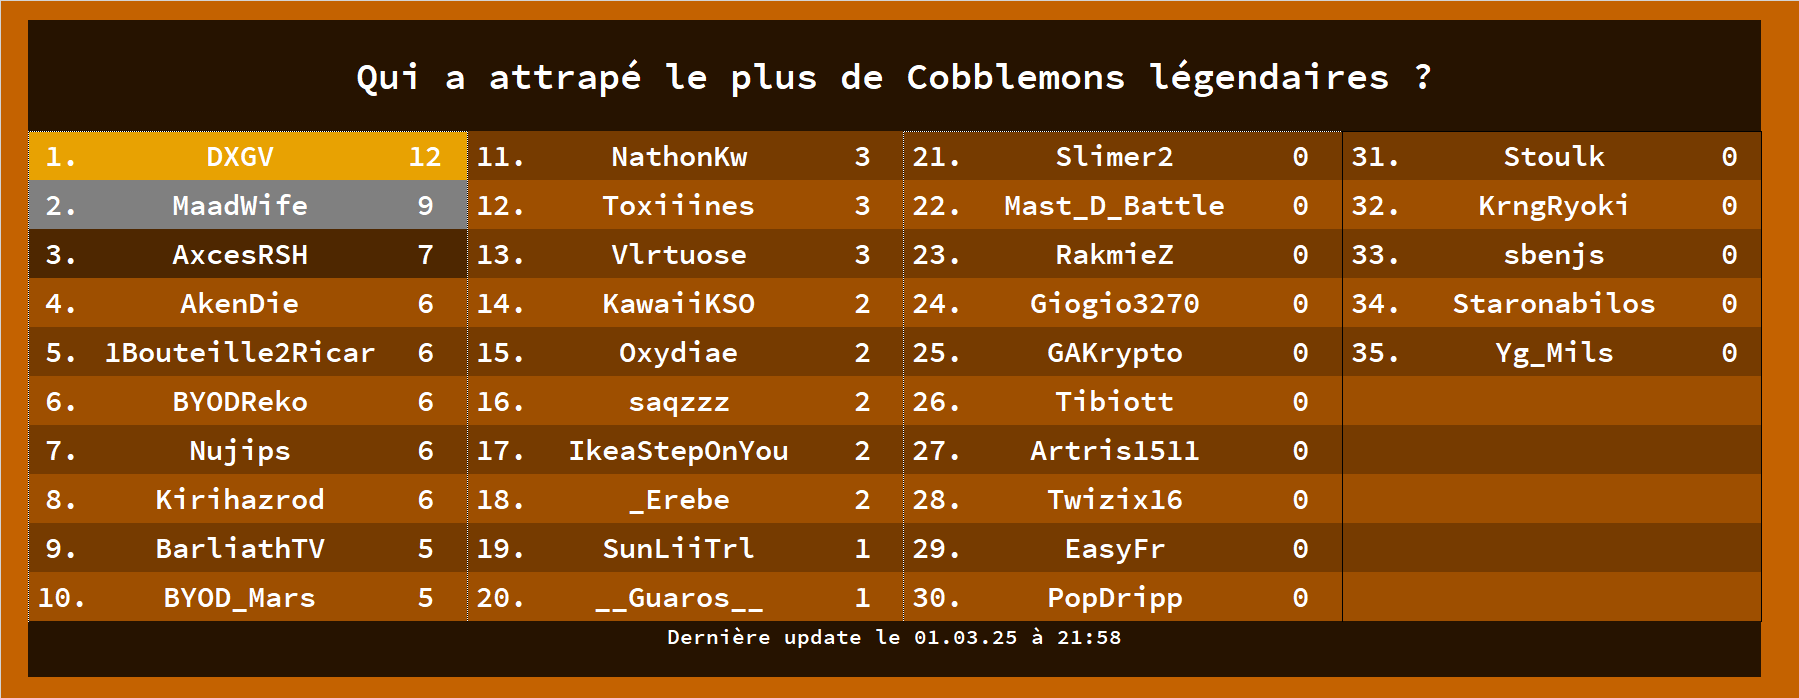 Qui a attrapé le plus de Cobblemons légendaires ?
1. DXGV 12
2. MaadWife 9
3. AxcesRSH 7
4. AkenDie 6
5. 1Bouteille2Ricar 6
6. BYODReko 6
7. Nujips 6
8. Kirihazrod 6
9. BarliathTV 5
10. BYOD_Mars 5
11. NathonKw 3
12. Toxiiines 3
13. Vlrtuose 3
14. KawaiiKSO 2
15. Oxydiae 2
16. saqzzz 2
17. IkeaStepOnYou 2
18. _Erebe 2
19. SunLiiTrl 1
20. __Guaros__ 1
21. Slimer2 0
22. Mast_D_Battle 0
23. RakmieZ 0
24. Giogio3270 0
25. GAKrypto 0
26. Tibiott 0
27. Artris1511 0
28. Twizix16 0
29. EasyFr 0
30. PopDripp 0
31. Stoulk 0
32. KrngRyoki 0
33. sbenjs 0
34. Staronabilos 0
35. Yg_Mils 0
Dernière update le 01.03.25 à 21:58